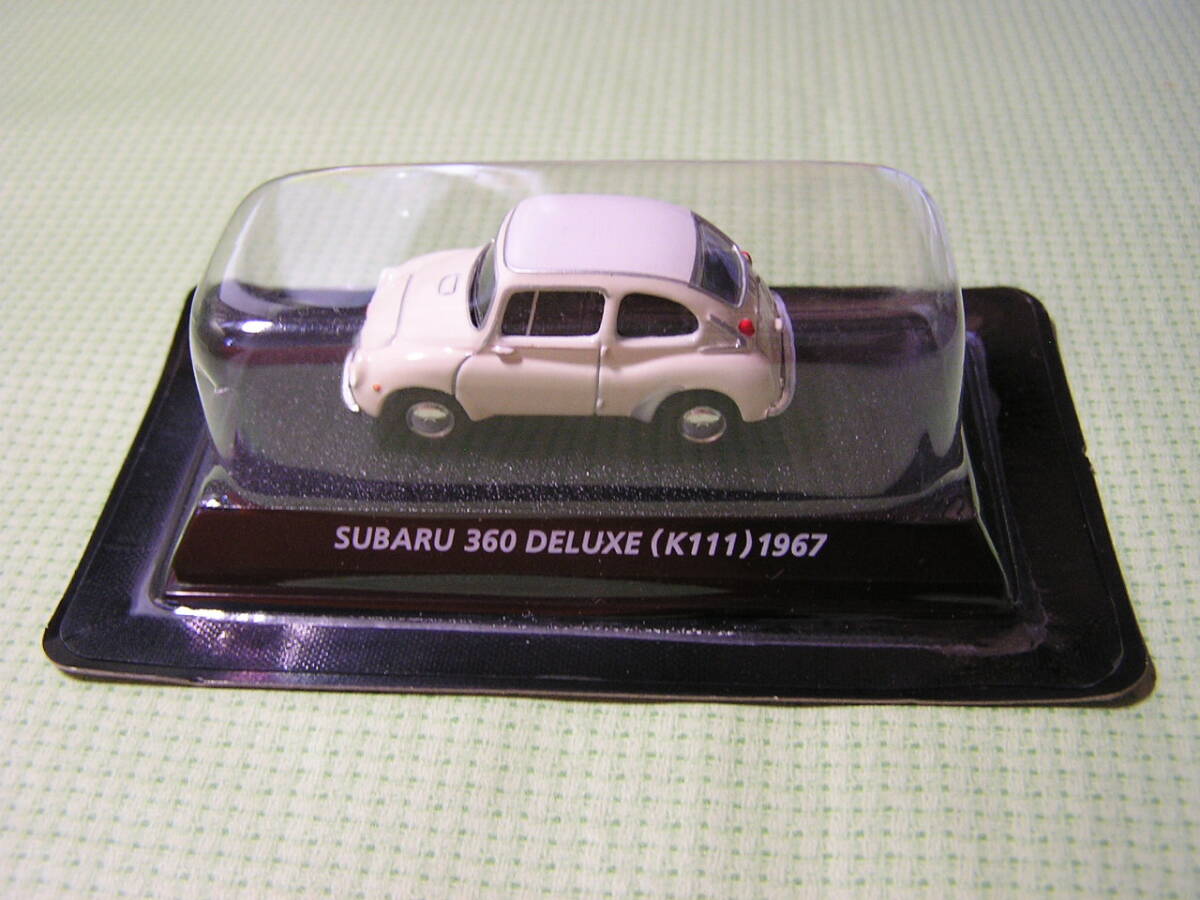 SUBARU 360 DELUXE (K111) 1967